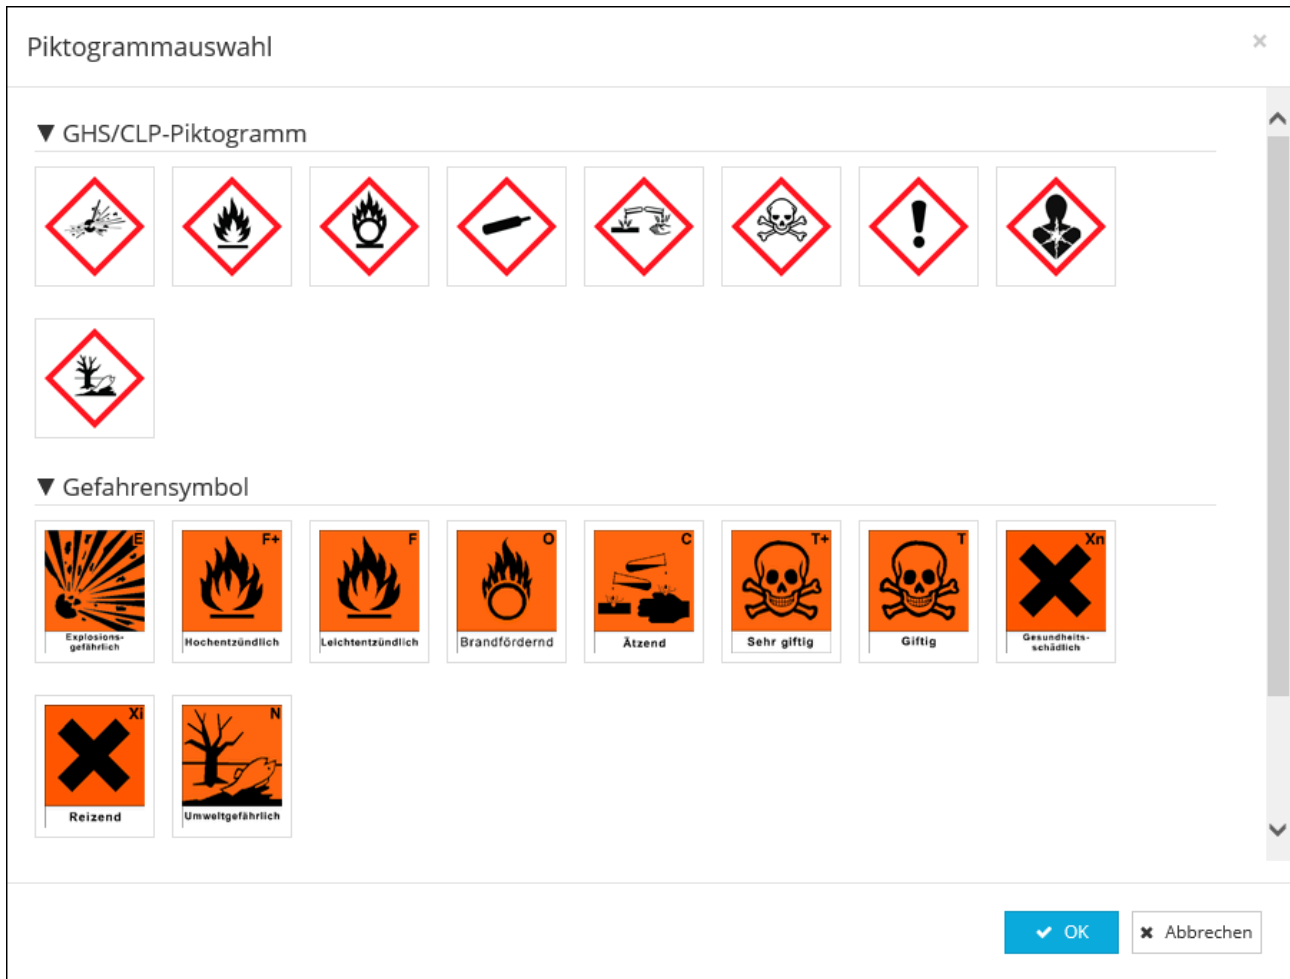 Piktogrammauswahl
▼ GHS/CLP-Piktogramm
▼ Gefahrensymbol
E
Explosions-
gefährlich
F+
Hochentzündlich
F
Leichtentzündlich
O
Brandfördernd
C
Ätzend
T+
Sehr giftig
T
Giftig
Xn
Gesundheits-
schädlich
Xi
Reizend
N
Umweltgefährlich
OK
Abbrechen